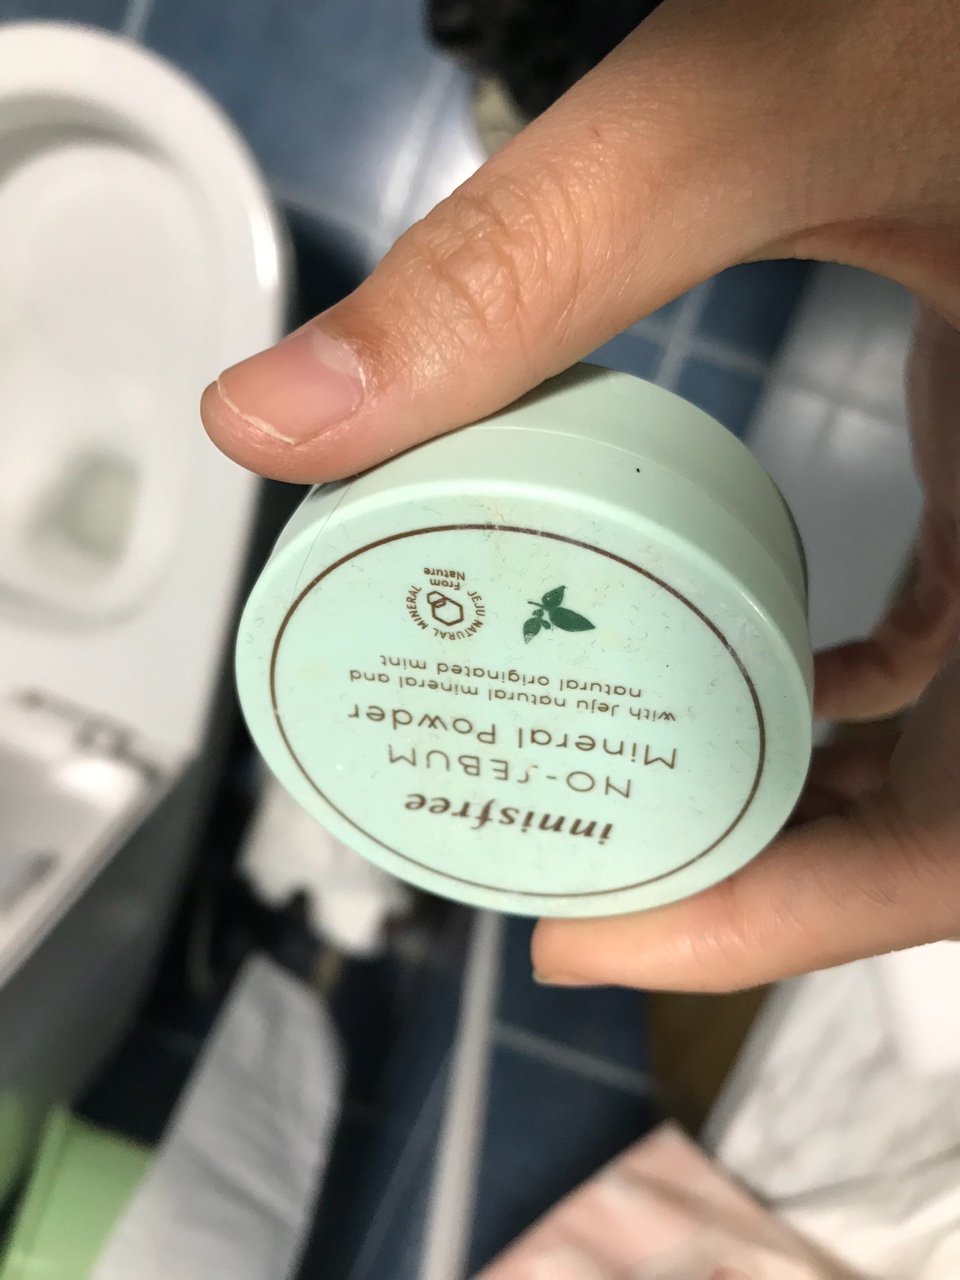 innisfree
NO-SEBUM
Mineral Powder
with Jeju natural mineral and
natural originated mint
JEJU NATURAL MINERAL
From
Nature